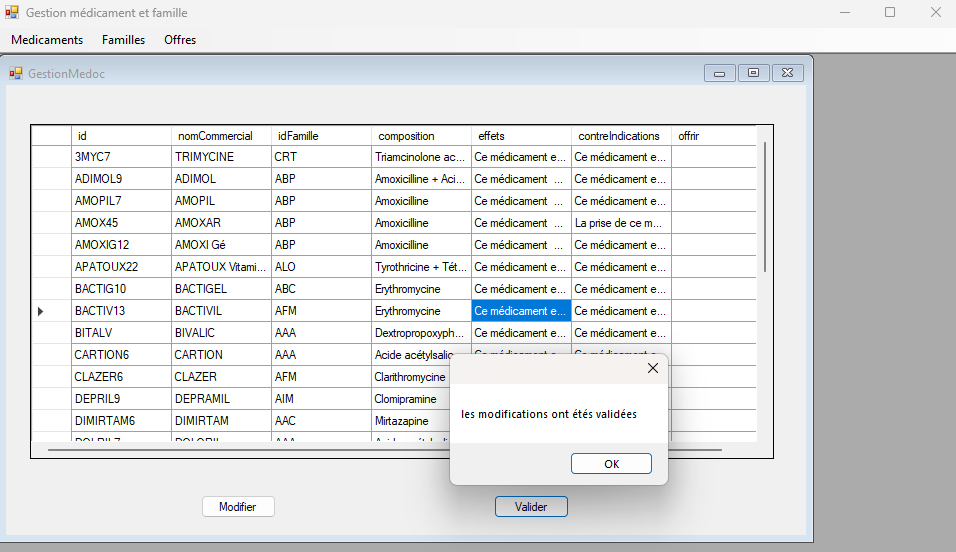 Gestion médicament et famille
Medicaments Familles Offres
GestionMedoc
id nomCommercial idFamille composition effets contreIndications offrir
3MYC7 TRIMYCINE CRT Triamcinolone ac... Ce médicament e... Ce médicament e...
ADIMOL9 ADIMOL ABP Amoxicilline + Aci... Ce médicament ... Ce médicament e...
AMOPIL7 AMOPIL ABP Amoxicilline Ce médicament ... Ce médicament e...
AMOX45 AMOXAR ABP Amoxicilline Ce médicament ... La prise de ce m...
AMOXIG12 AMOXI Gé ABP Amoxicilline Ce médicament ... Ce médicament e...
APATOUX22 APATOUX Vitami... ALO Tyrothricine + Tét... Ce médicament e... Ce médicament e...
BACTIG10 BACTIGEL ABC Erythromycine Ce médicament e... Ce médicament e...
BACTIV13 BACTIVIL AFM Erythromycine Ce médicament e... Ce médicament e...
BITALV BIVALIC AAA Dextropropoxyph... Ce médicament e... Ce médicament e...
CARTION6 CARTION AAA Acide acétylsalic...
CLAZER6 CLAZER AFM Clarithromycine
DEPRIL9 DEPRAMIL AIM Clomipramine
DIMIRTAM6 DIMIRTAM AAC Mirtazapine
les modifications ont étés validées
OK
Modifier Valider